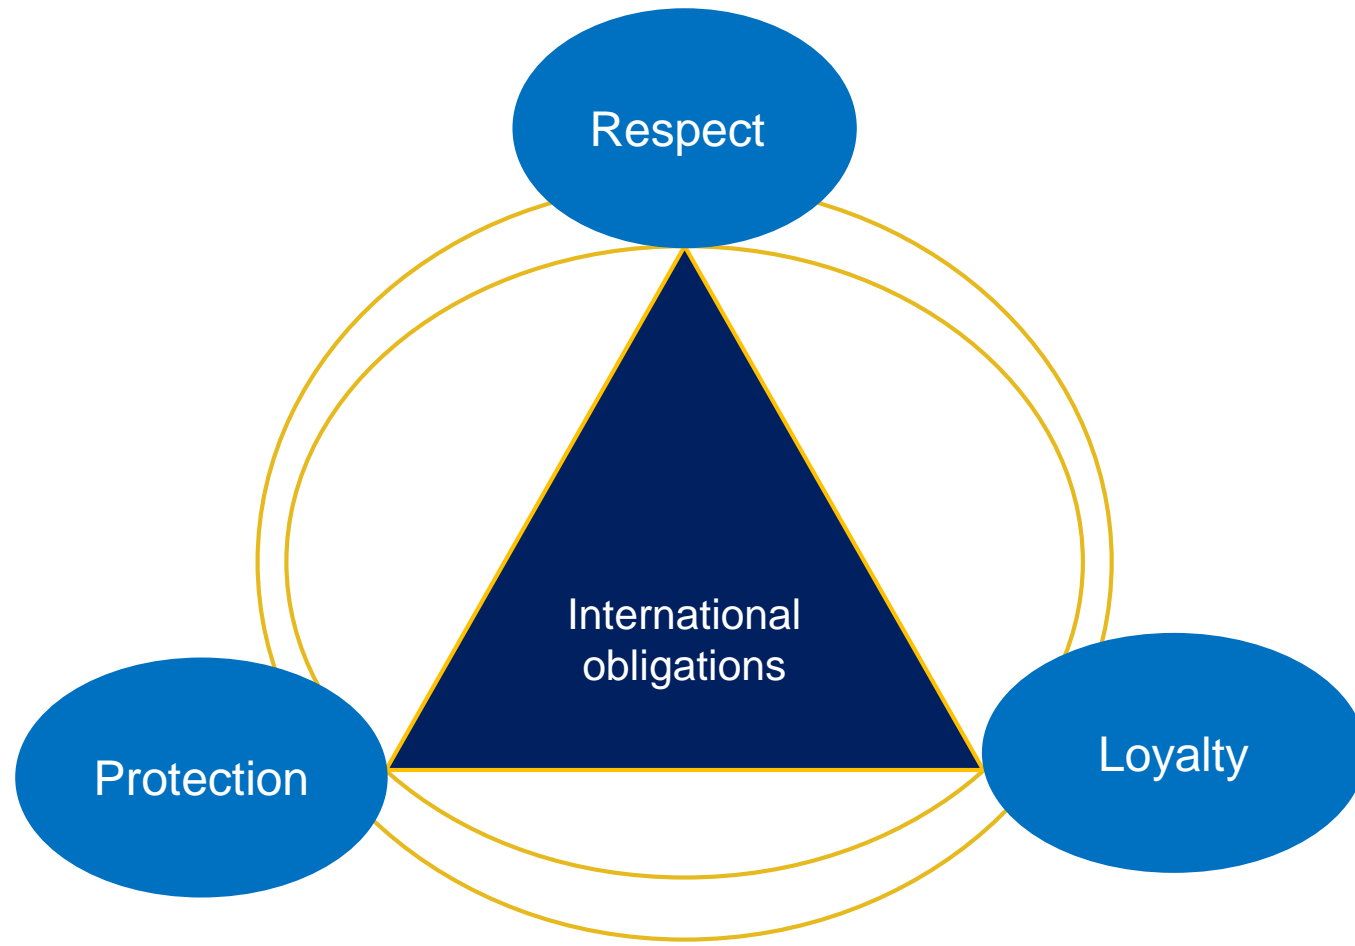 Respect
International
obligations
Protection
Loyalty